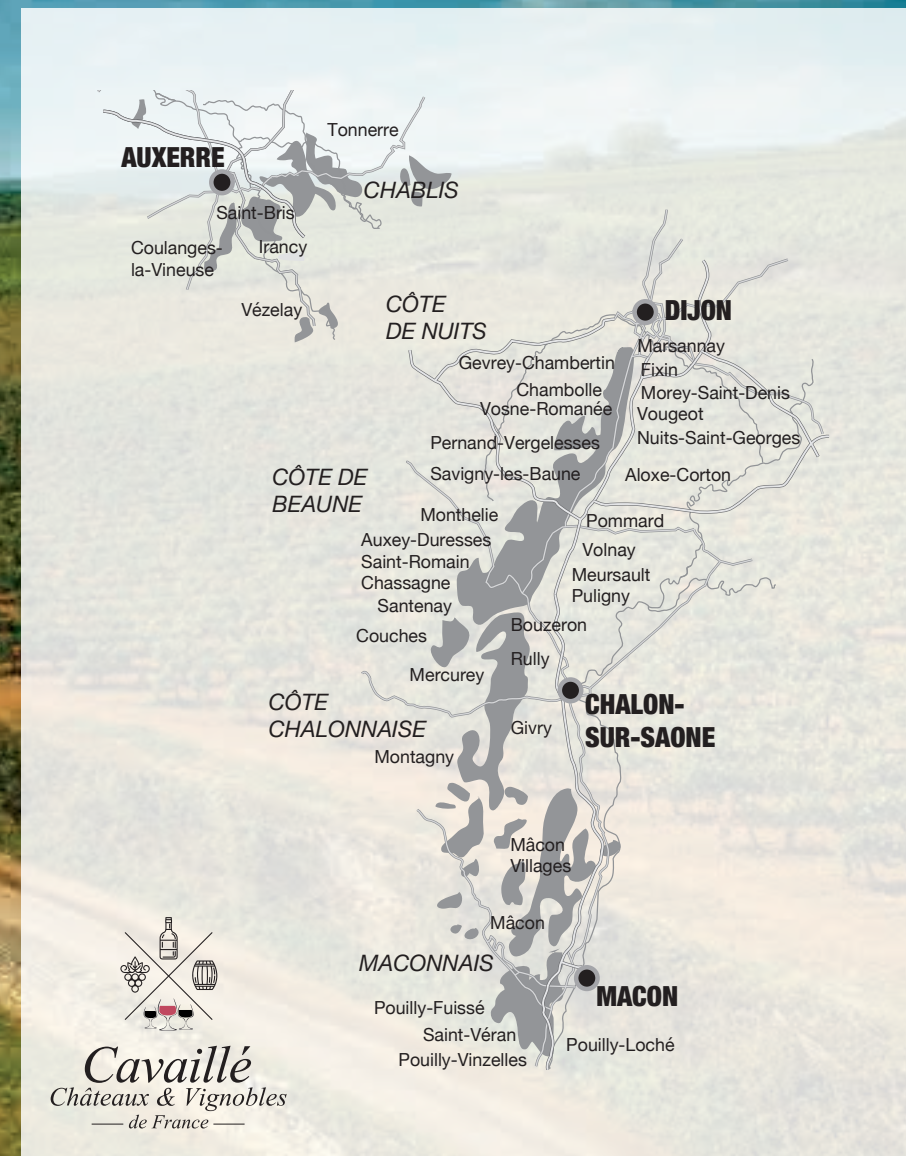 Tonnerre
AUXERRE
CHABLIS
Saint-Bris
Coulanges-
la-Vineuse
Irancy
Vézelay
CÔTE
DE NUITS
DIJON
Marsannay
Gevrey-Chambertin
Fixin
Chambolle
Morey-Saint-Denis
Vosne-Romanée
Vougeot
Pernand-Vergelesses
Nuits-Saint-Georges
CÔTE DE
BEAUNE
Savigny-les-Baune
Aloxe-Corton
Monthelie
Pommard
Auxey-Duresses
Volnay
Saint-Romain
Meursault
Chassagne
Puligny
Santenay
Bouzeron
Couches
Rully
Mercurey
CÔTE
CHALONNAISE
CHALON-
SUR-SAONE
Givry
Montagny
Mâcon
Villages
Mâcon
MACONNAIS
MACON
Pouilly-Fuissé
Saint-Véran
Pouilly-Loché
Pouilly-Vinzelles
Cavaillé
Châteaux & Vignobles
de France